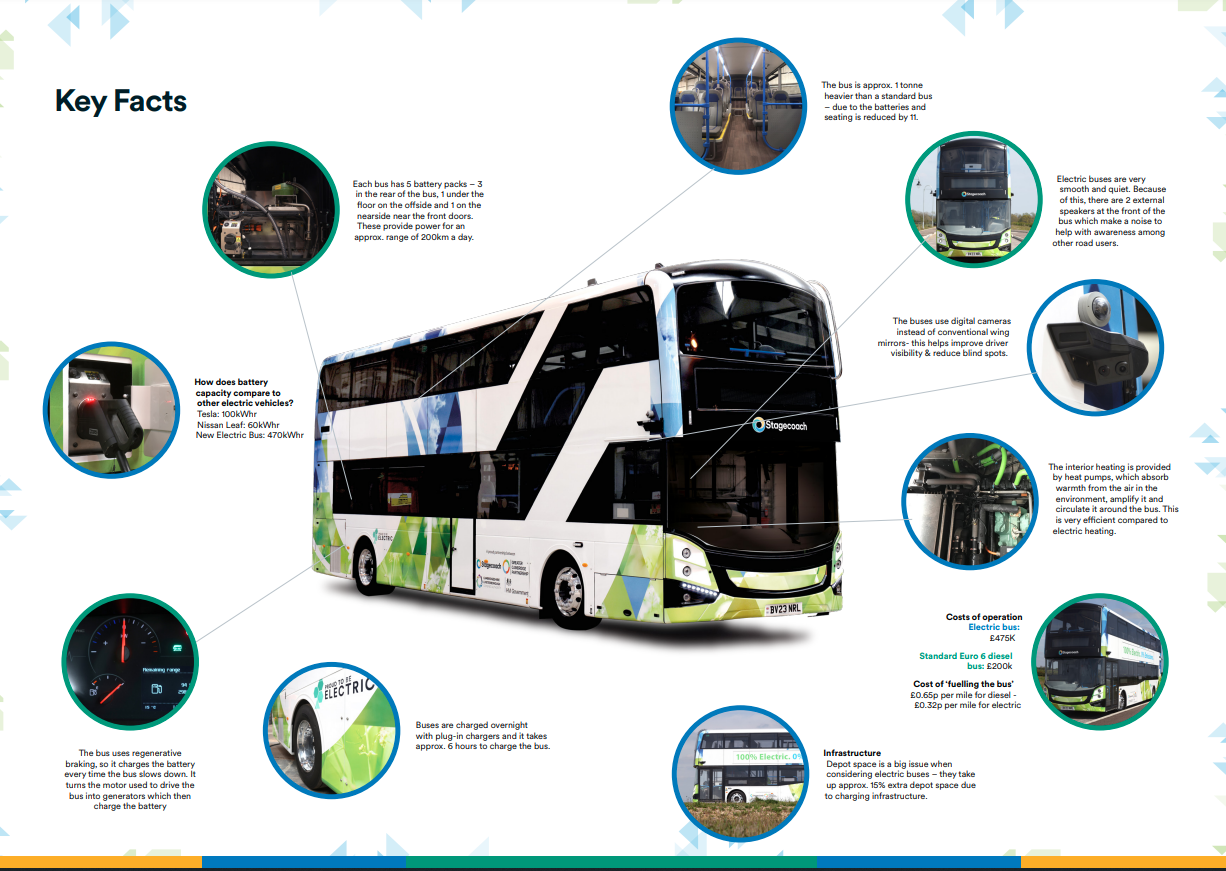 Key Facts
The bus is approx. 1 tonne
heavier than a standard bus
– due to the batteries and
seating is reduced by 11.
Each bus has 5 battery packs – 3
in the rear of the bus, 1 under the
floor on the offside and 1 on the
nearside near the front doors.
These provide power for an
approx. range of 200km a day.
Electric buses are very
smooth and quiet. Because
of this, there are 2 external
speakers at the front of the
bus which make a noise to
help with awareness among
other road users.
The buses use digital cameras
instead of conventional wing
mirrors- this helps improve driver
visibility & reduce blind spots.
How does battery
capacity compare to
other electric vehicles?
Tesla: 100kWhr
Nissan Leaf: 60kWhr
New Electric Bus: 470kWhr
Stagecoach
ELECTRIC
Stagecoach
HM Government
BV23 NRL
The interior heating is provided
by heat pumps, which absorb
warmth from the air in the
environment, amplify it and
circulate it around the bus. This
is very efficient compared to
electric heating.
Remaining range
The bus uses regenerative
braking, so it charges the battery
every time the bus slows down. It
turns the motor used to drive the
bus into generators which then
charge the battery
PROUD TO BE
ELECTRIC
Buses are charged overnight
with plug-in chargers and it takes
approx. 6 hours to charge the bus.
Costs of operation
Electric bus:
£475K
Standard Euro 6 diesel
bus: £200k
Cost of ‘fuelling the bus’
£0.65p per mile for diesel -
£0.32p per mile for electric
Stagecoach
100% Electric. 0%
Infrastructure
Depot space is a big issue when
considering electric buses – they take
up approx. 15% extra depot space due
to charging infrastructure.